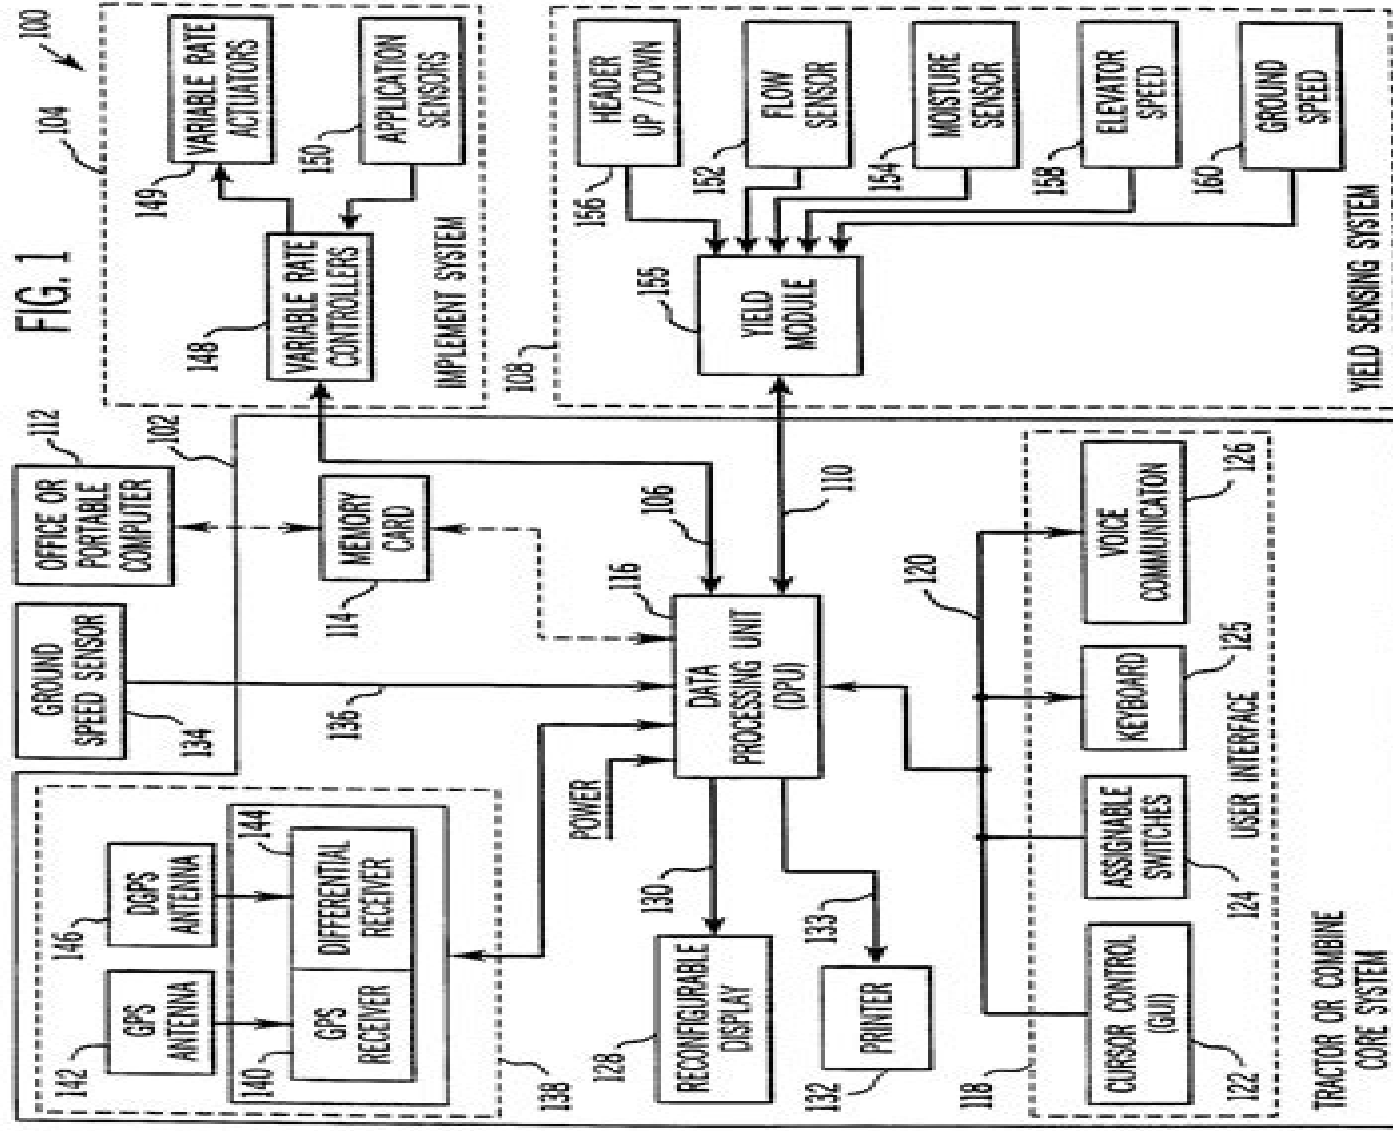 FIG. 1
100
104
149
VARIABLE RATE
ACTUATORS
150
APPLICATION
SENSORS
148
VARIABLE RATE
CONTROLLERS
IMPLEMENT SYSTEM
108
HEADER
UP / DOWN
156
FLOW
SENSOR
152
MOISTURE
SENSOR
154
ELEVATOR
SPEED
158
GROUND
SPEED
160
155
YIELD
MODULE
YIELD SENSING SYSTEM
112
OFFICE OR
PORTABLE
COMPUTER
102
GROUND
SPEED SENSOR
134
136
MEMORY
CARD
114
106
110
116
DATA
PROCESSING UNIT
(DPU)
POWER
146
DGPS
ANTENNA
142
GPS
ANTENNA
144
DIFFERENTIAL
RECEIVER
140
GPS
RECEIVER
138
130
128
RECONFIGURABLE
DISPLAY
133
132
PRINTER
120
118
122
CURSOR CONTROL
(GUI)
124
ASSIGNABLE
SWITCHES
125
KEYBOARD
126
VOICE
COMMUNICATON
USER INTERFACE
TRACTOR OR COMBINE
CORE SYSTEM